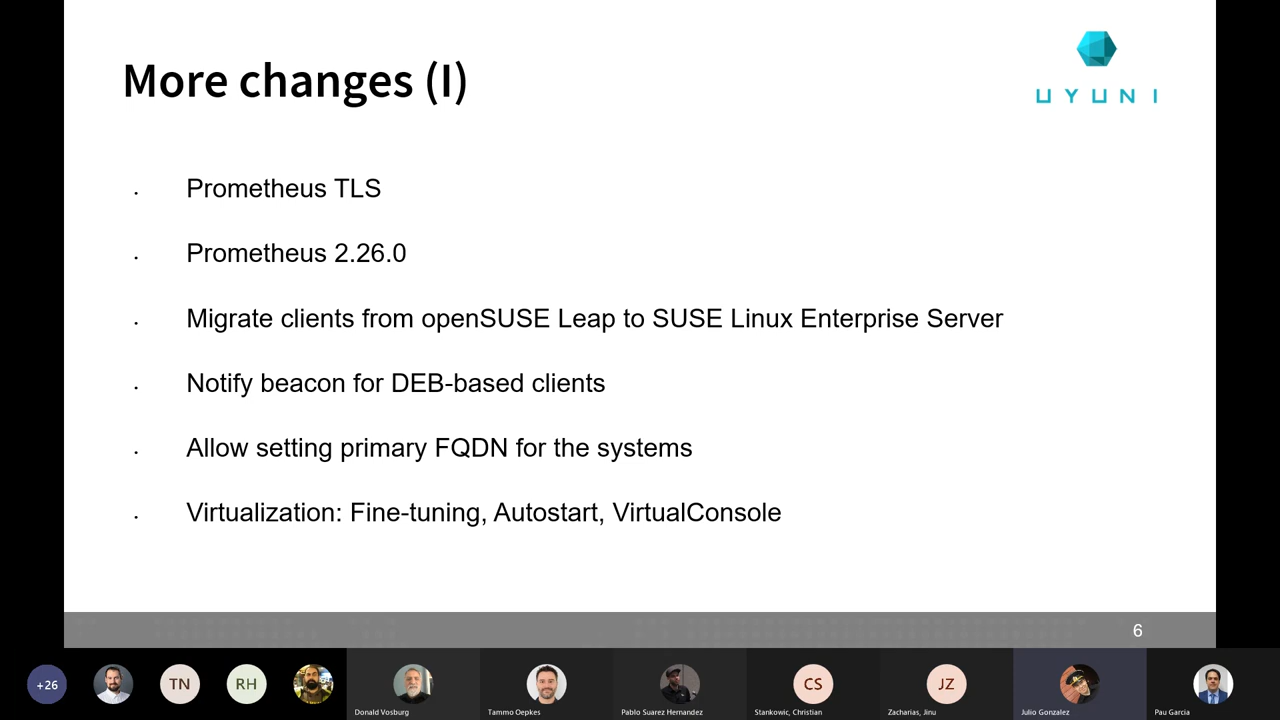 More changes (I)
UYUNI
Prometheus TLS
Prometheus 2.26.0
Migrate clients from openSUSE Leap to SUSE Linux Enterprise Server
Notify beacon for DEB-based clients
Allow setting primary FQDN for the systems
Virtualization: Fine-tuning, Autostart, VirtualConsole
6
+26
TN
RH
CS
JZ
Donald Vosburg
Tammo Oepkes
Pablo Suarez Hernandez
Stankowic, Christian
Zacharias, Jinu
Julio Gonzalez
Pau Garcia